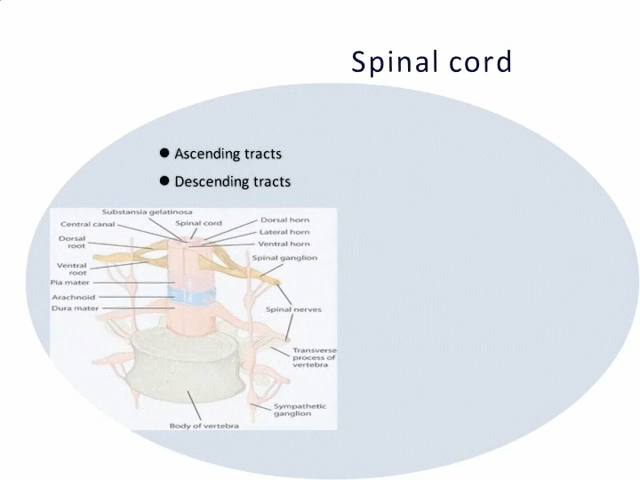 Spinal cord
● Ascending tracts
● Descending tracts
Substansia gelatinosa
Central canal
Spinal cord
Dorsal horn
Lateral horn
Ventral horn
Dorsal
root
Spinal ganglion
Ventral
root
Pia mater
Arachnoid
Dura mater
Spinal nerves
Transverse
process of
vertebra
Sympathetic
ganglion
Body of vertebra